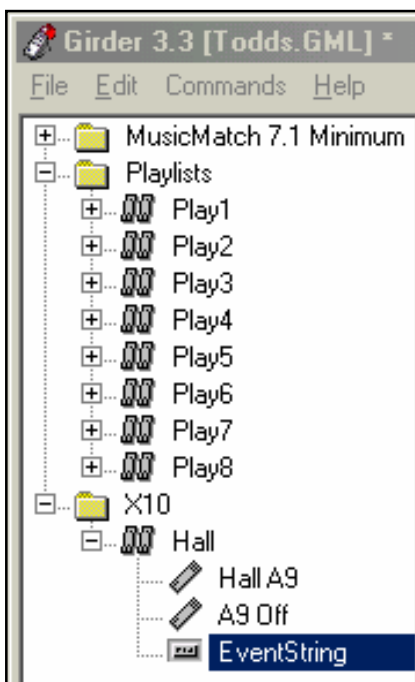 Girder 3.3 [Todds.GML] *
File Edit Commands Help
MusicMatch 7.1 Minimum
Playlists
Play1
Play2
Play3
Play4
Play5
Play6
Play7
Play8
X10
Hall
Hall A9
A9 Off
EventString